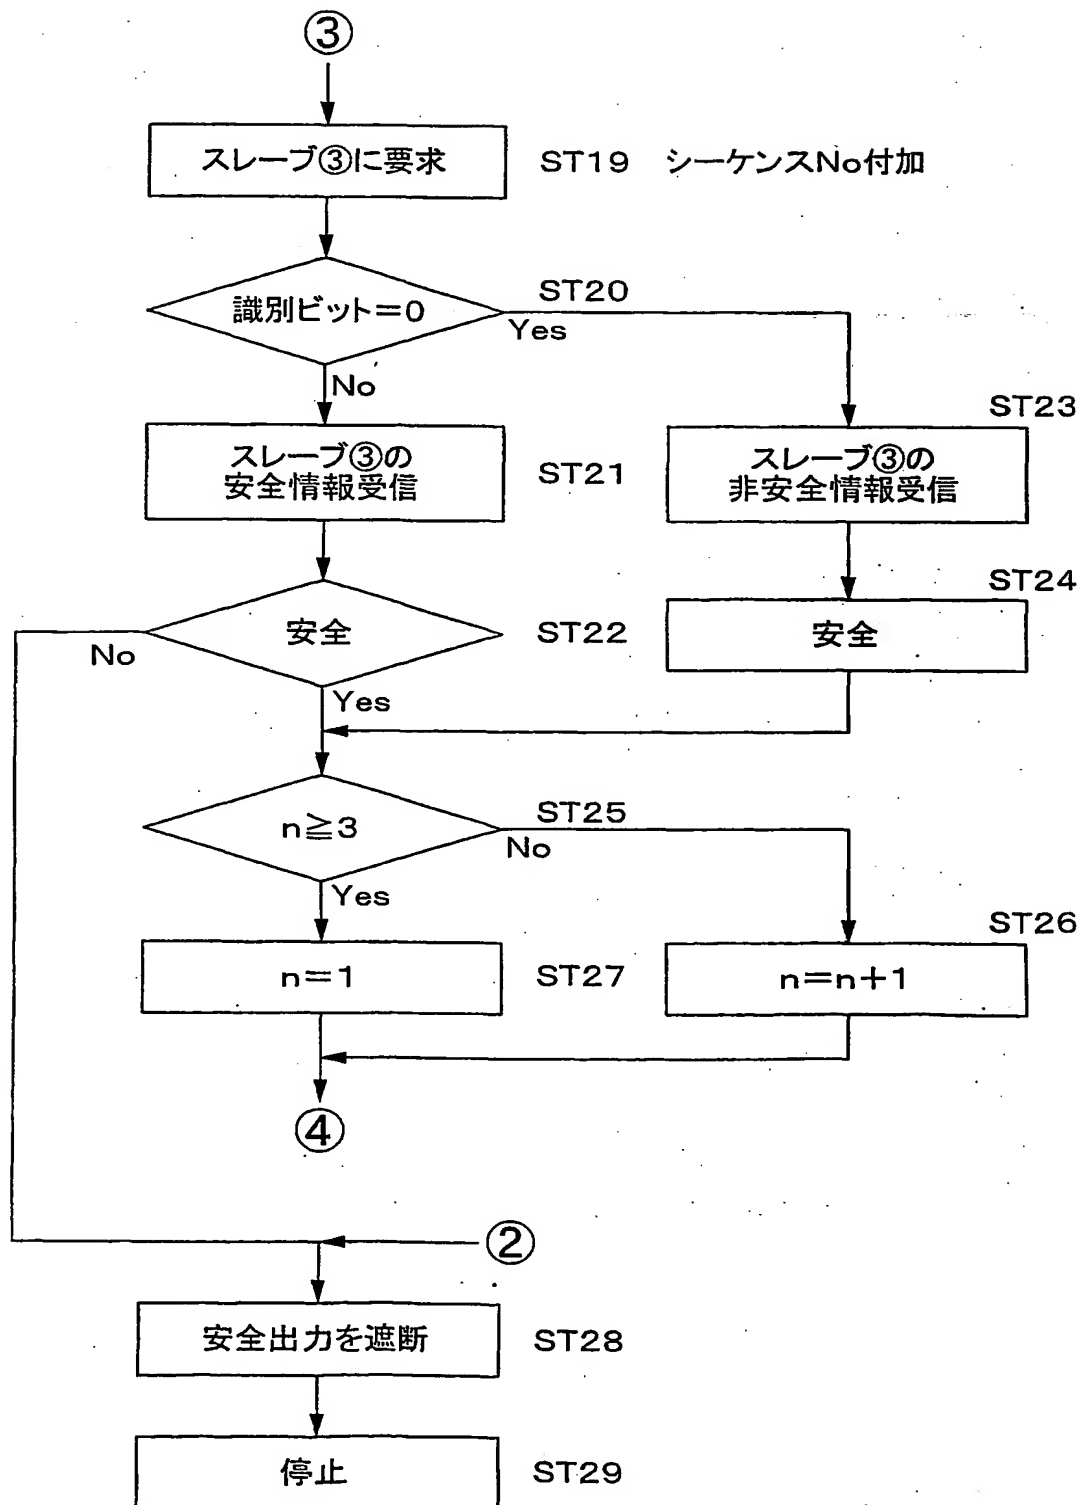 ③
スレーブ③に要求
ST19 シーケンスNo付加
識別ビット=0
ST20
Yes
No
ST23
スレーブ③の
安全情報受信
ST21
スレーブ③の
非安全情報受信
ST24
安全
ST22
安全
No
Yes
n≧3
ST25
No
Yes
ST26
n=1
ST27
n=n+1
④
②
安全出力を遮断
ST28
停止
ST29